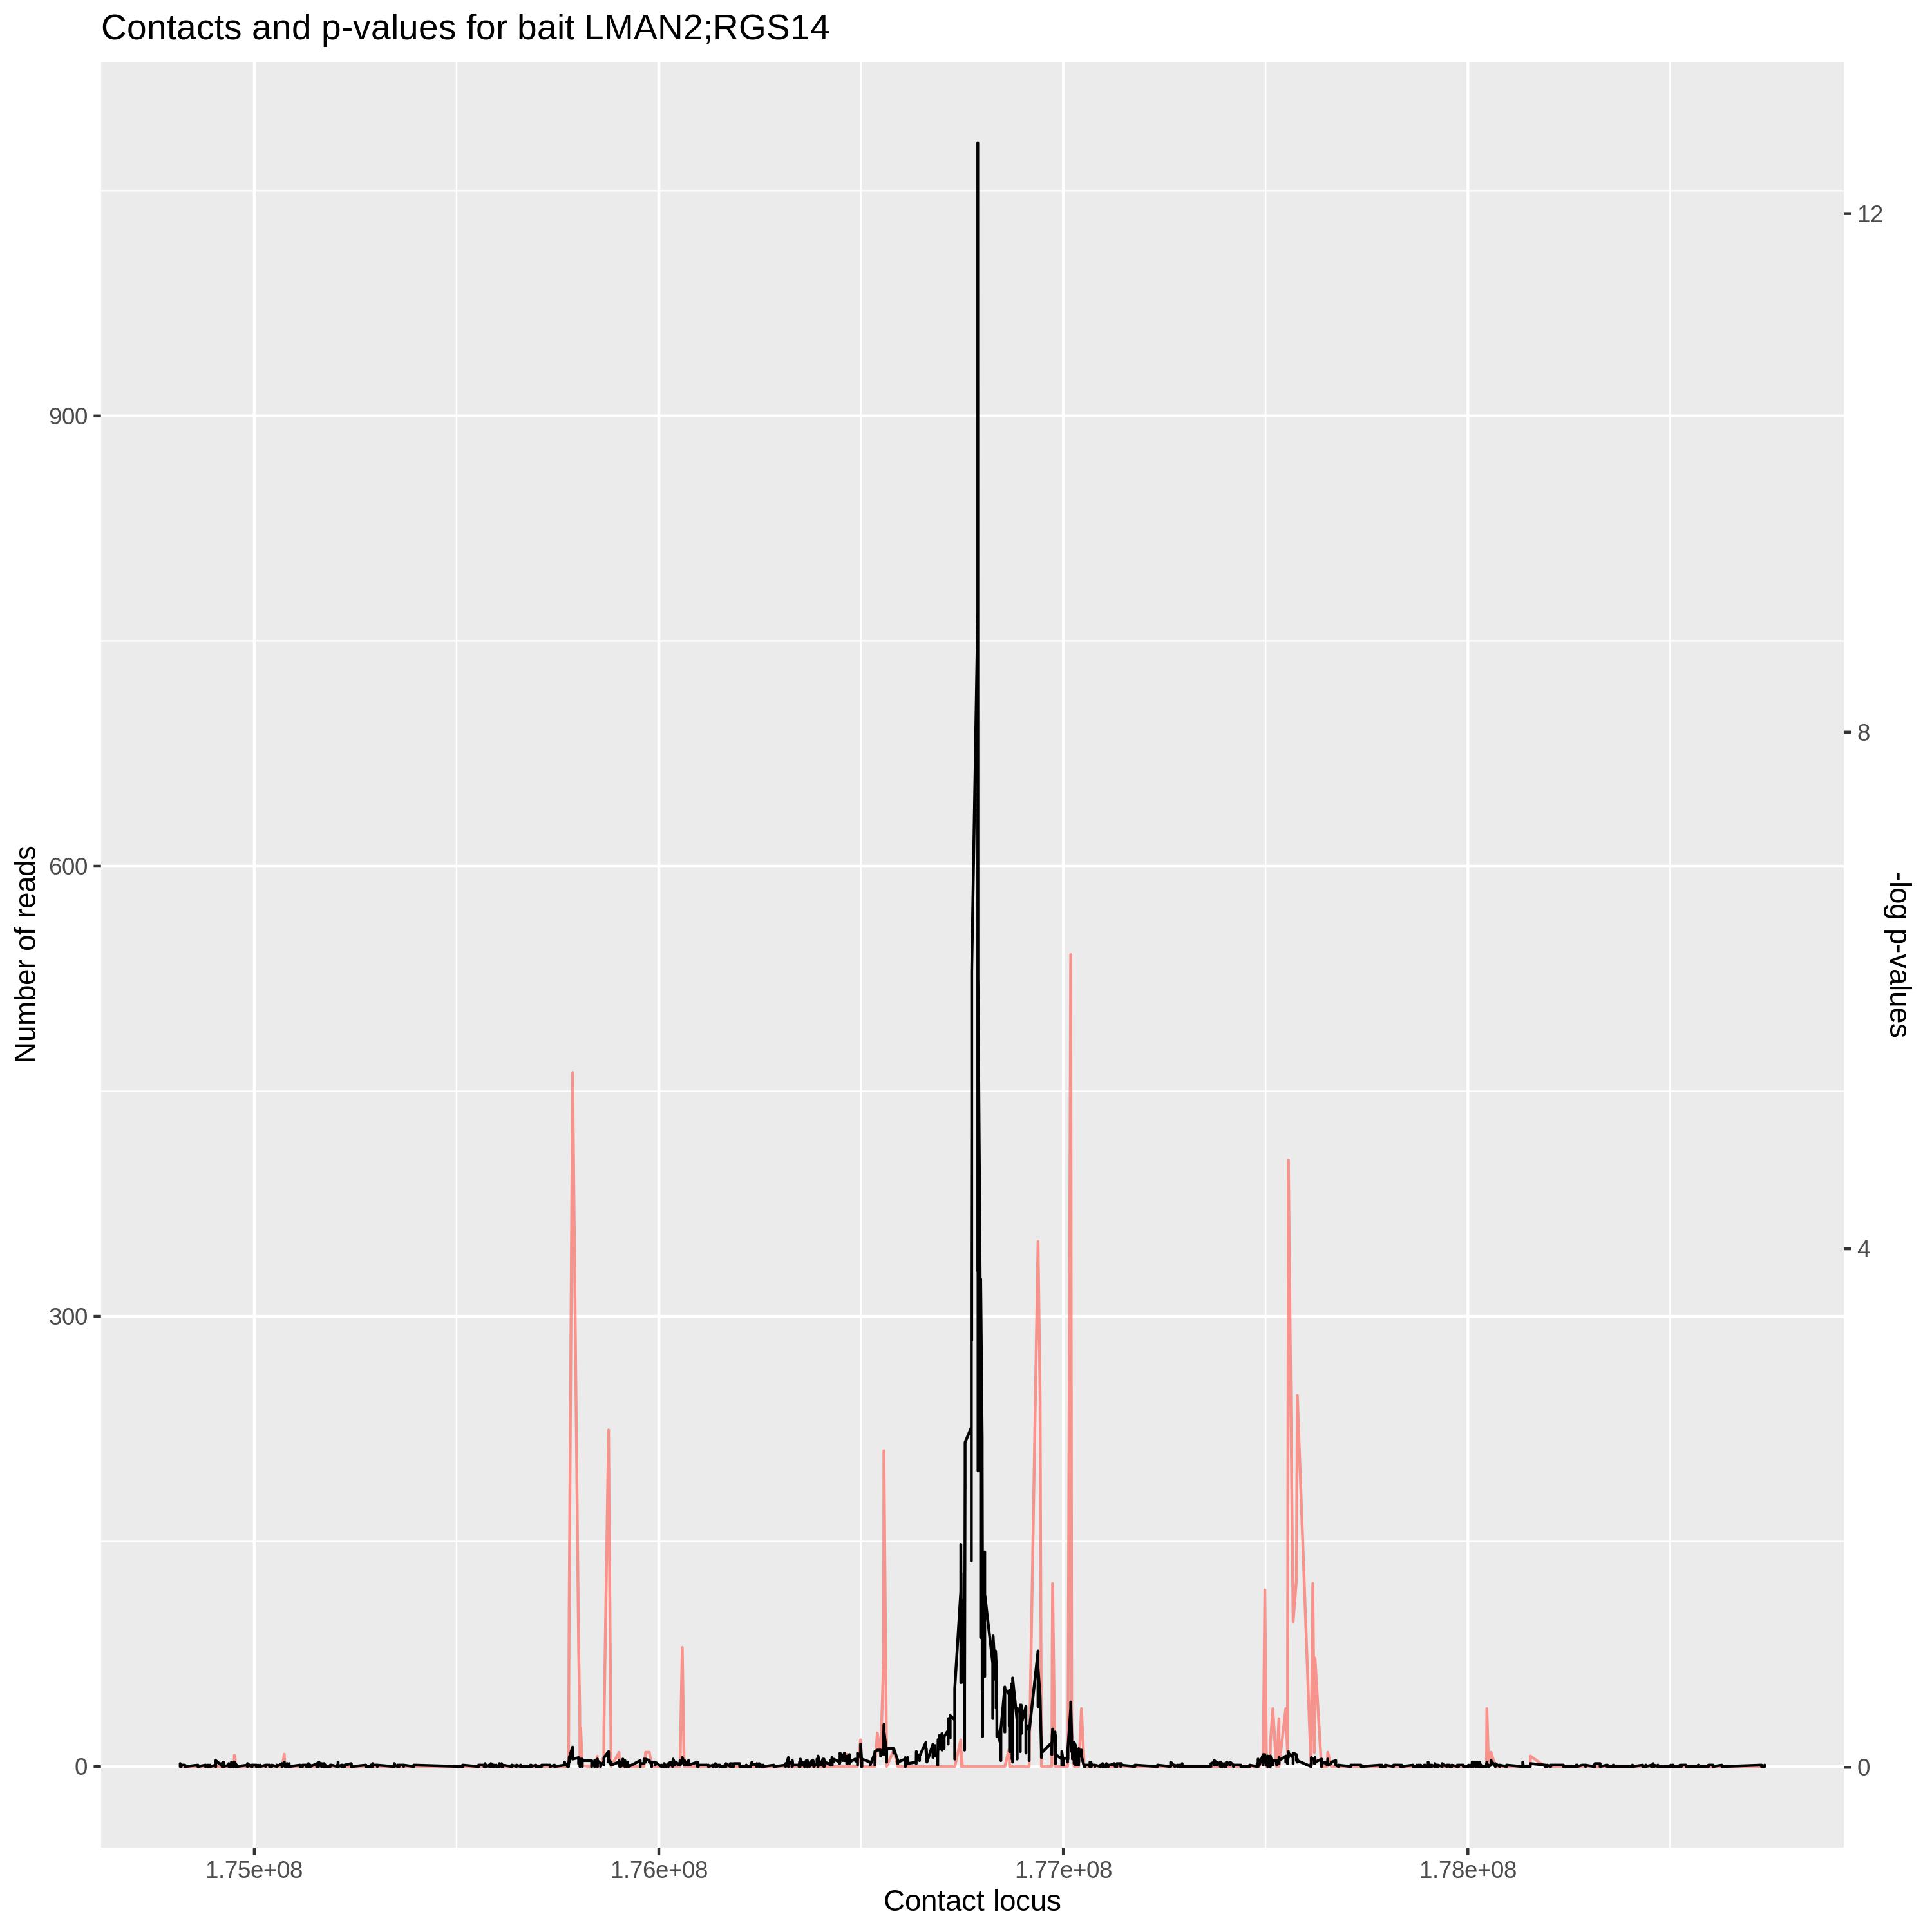 Contacts and p-values for bait LMAN2;RGS14
12
900
8
600
Number of reads
-log p-values
4
300
0
0
1.75e+08 1.76e+08 1.77e+08 1.78e+08
Contact locus